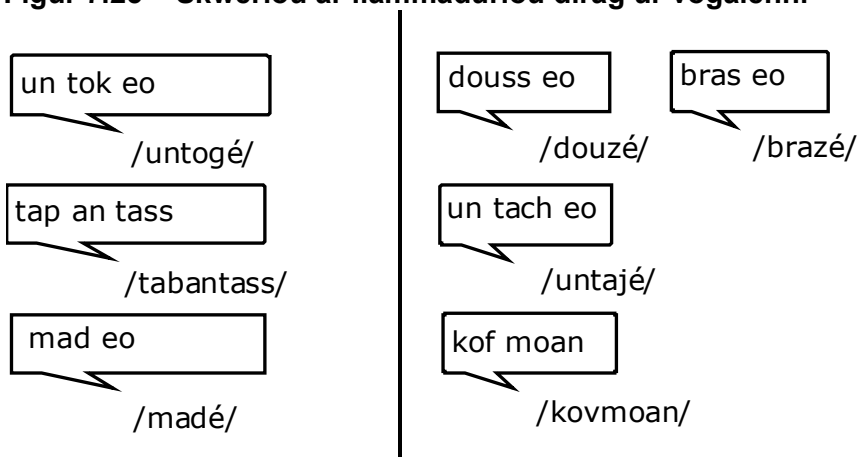 un tok eo
/untogé/
tap an tass
/tabantass/
mad eo
/madé/
douss eo
/douzé/
bras eo
/brazé/
un tach eo
/untajé/
kof moan
/kovmoan/